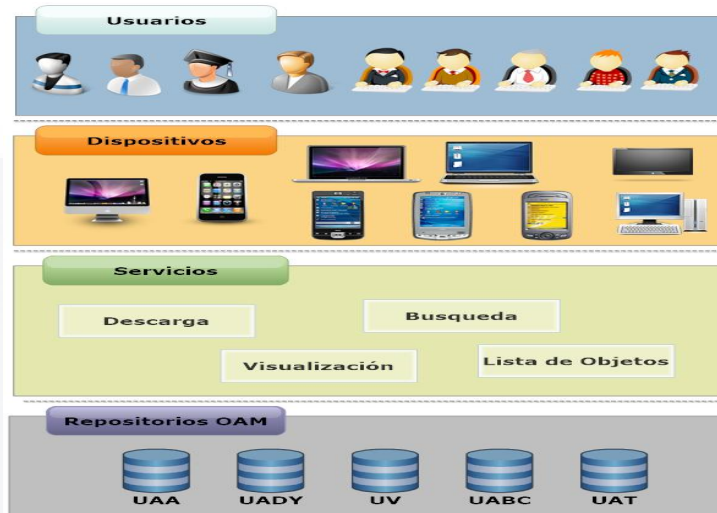 Usuarios
Dispositivos
Servicios
Descarga
Busqueda
Visualización
Lista de Objetos
Repositorios OAM
UAA UADY UV UABC UAT